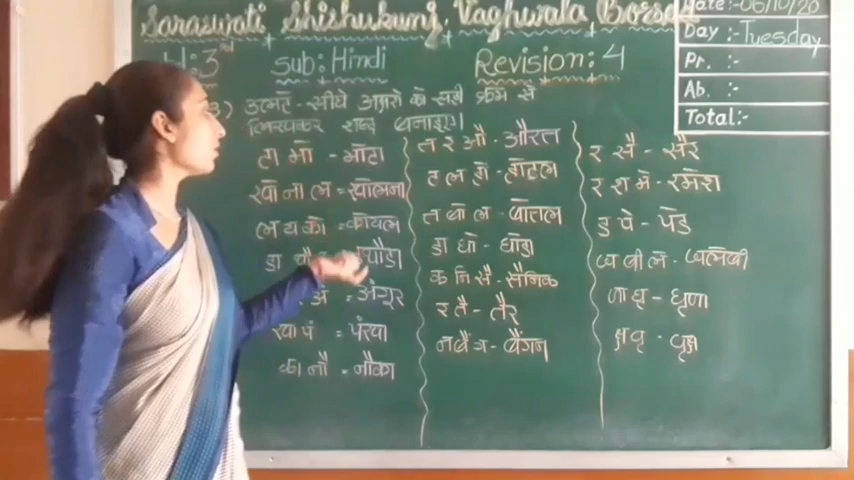 Saraswati Shishukunj, Vaghwala Borsad
Date:-06/10/20
Day:-Tuesday
Pr. :-
Ab. :-
Total:-
:3rd
Sub: Hindi
Revision: 4
3) उलटे-सीधे अक्षरो को सही क्रम से
लिखकर शब्द बनाइए।
टा मो - मोटा
खो ना ल = खोलना
ल य को = कोयल
ड़ा
= अंगूर
खा पं = पंखा
का नौ = नौका
त र औ - औरत
ट ल हो - होटल
त बो ल - बोतल
ड़ा घो - घोड़ा
क नि सै - सैनिक
र तै - तैर
न बैं ग - बैंगन
र सै - सैर
र श मे - रमेश
ड़ पे - पेड़
णा घृ - घृणा
क्ष वृ - वृक्ष